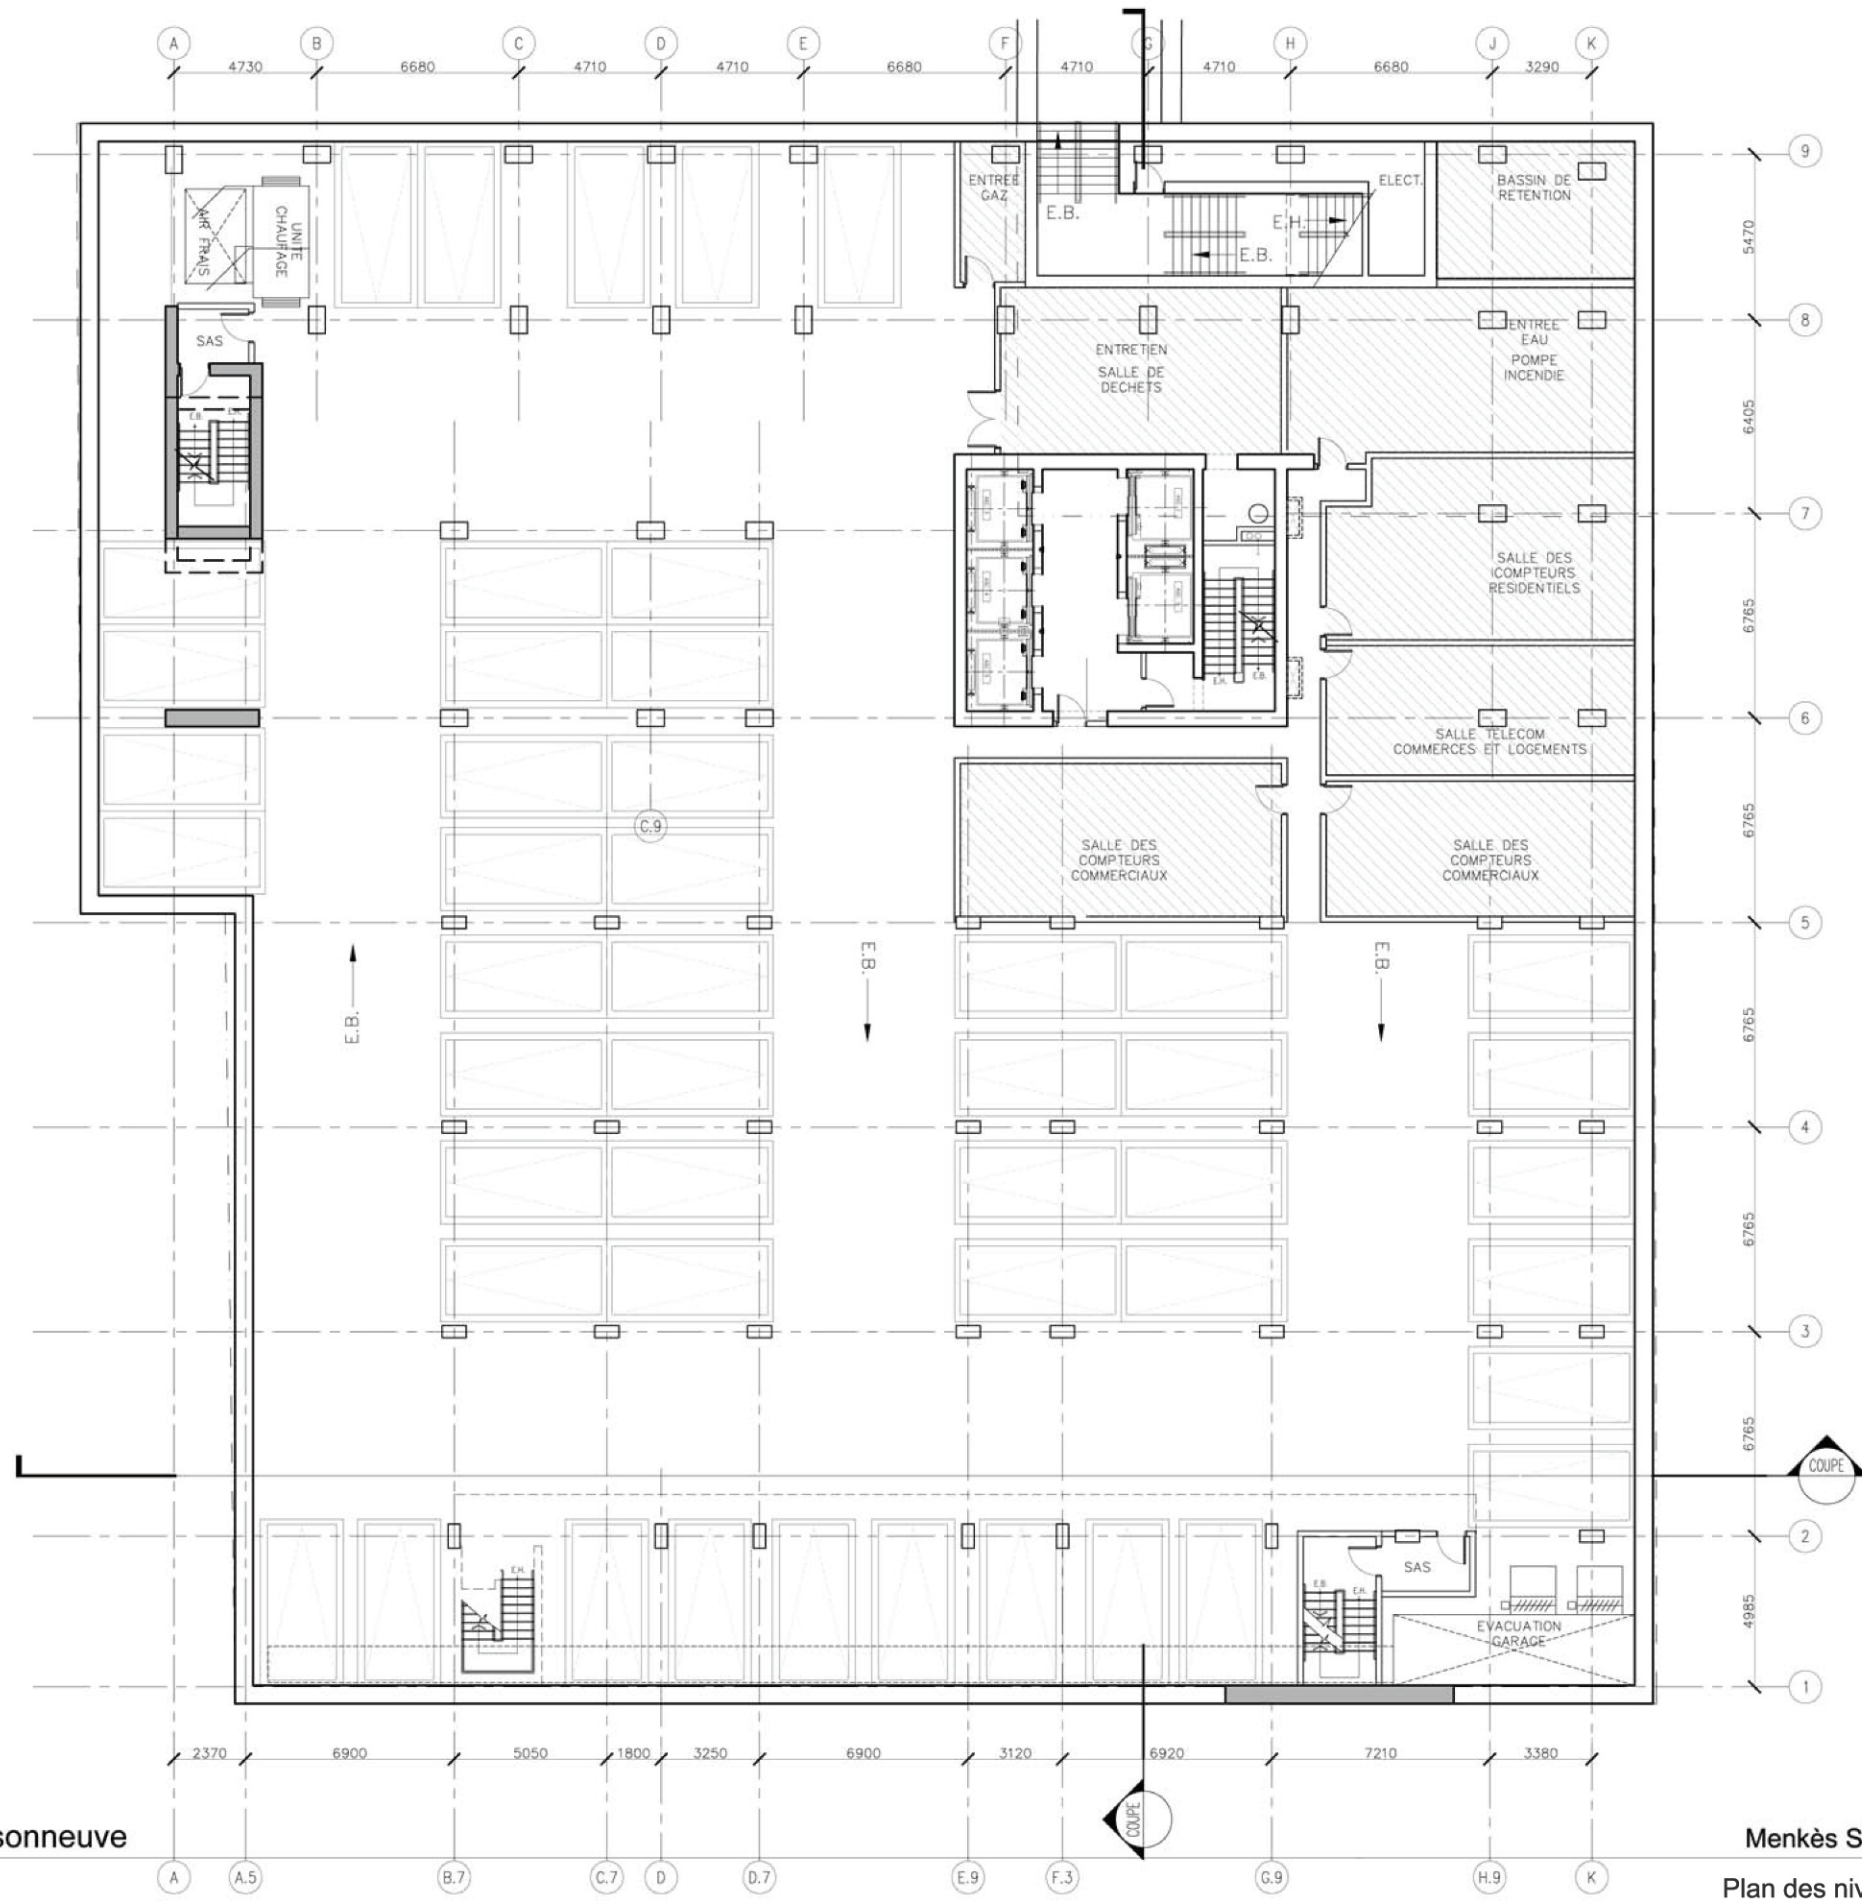 A B C D E F G H J K
4730 6680 4710 4710 6680 4710 4710 6680 3290
9
ENTREE
GAZ
E.B.
E.H.
E.B.
ELECT.
BASSIN DE
RETENTION
AIR FRAIS
UNITE
CHAUFAGE
5470
8
SAS
ENTRETIEN
SALLE DE
DECHETS
ENTREE
EAU
POMPE
INCENDIE
E.B. E.H.
6405
7
SALLE DES
COMPTEURS
RESIDENTIELS
6765
E.H. E.B.
6
SALLE TELECOM
COMMERCES ET LOGEMENTS
6765
C.9
SALLE DES
COMPTEURS
COMMERCIAUX
SALLE DES
COMPTEURS
COMMERCIAUX
5
E.B.
E.B.
E.B.
6765
4
6765
3
6765
COUPE
2
E.H.
SAS
E.B. E.H.
4985
EVACUATION
GARAGE
1
2370 6900 5050 1800 3250 6900 3120 6920 7210 3380
COUPE
sonneuve
Menkès S
A A.5 B.7 C.7 D D.7 E.9 F.3 G.9 H.9 K
Plan des niv